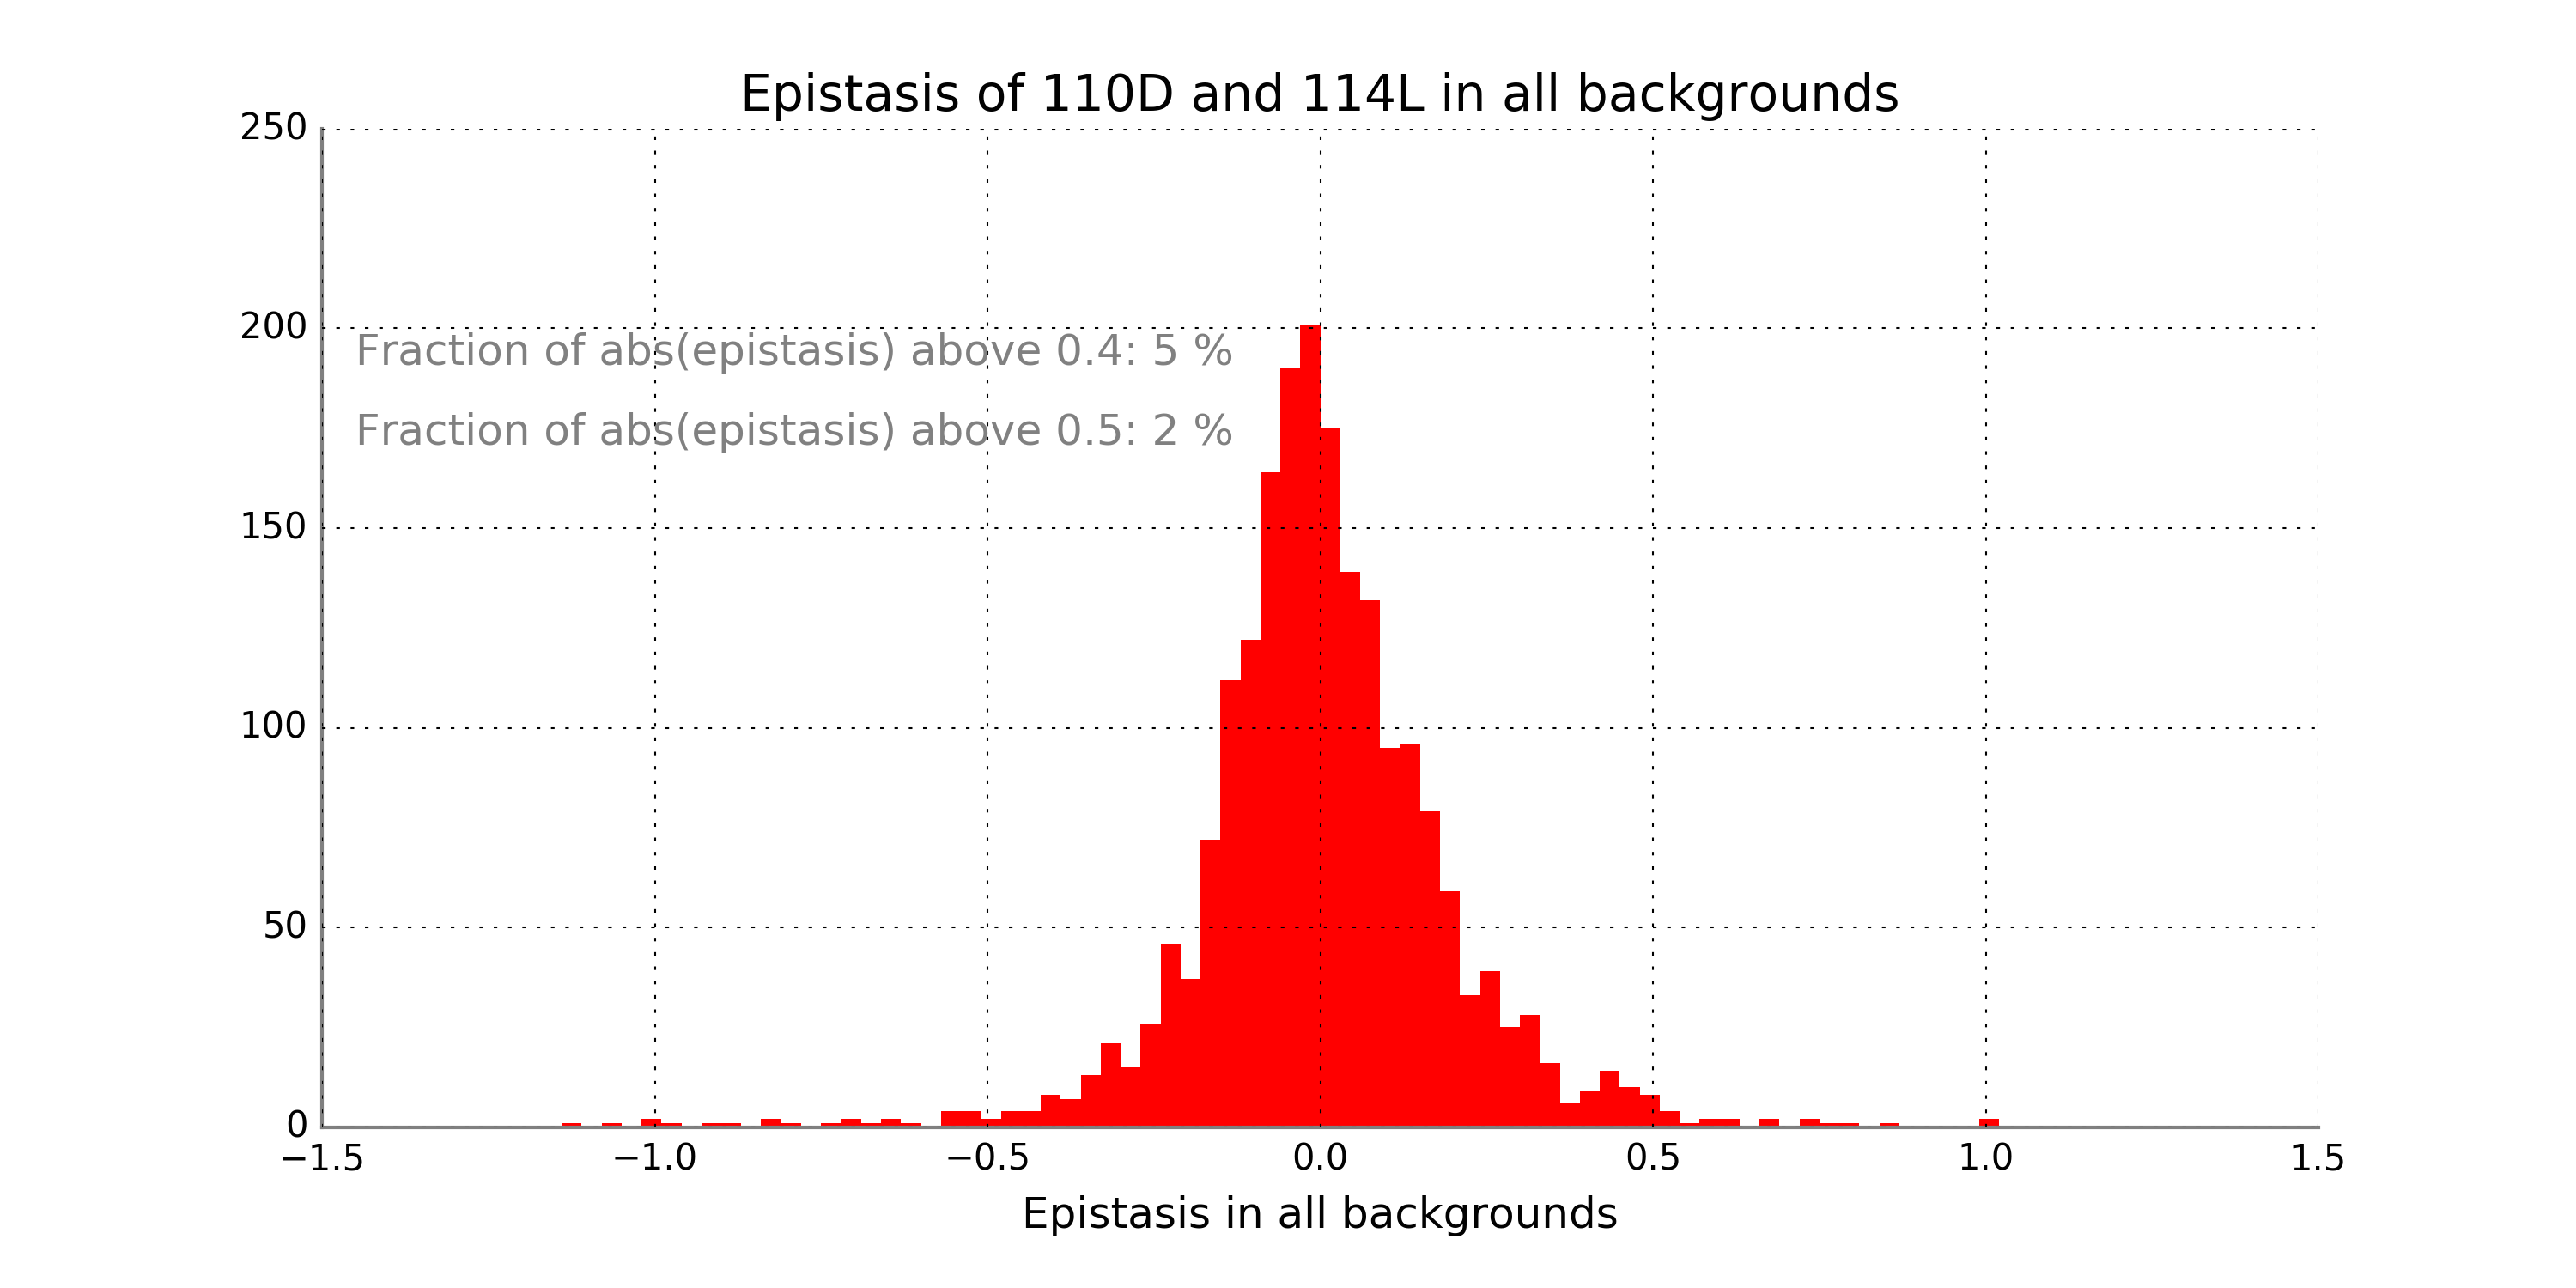 Epistasis of 110D and 114L in all backgrounds
250
200
Fraction of abs(epistasis) above 0.4: 5 %
Fraction of abs(epistasis) above 0.5: 2 %
150
100
50
0
−1.5 −1.0 −0.5 0.0 0.5 1.0 1.5
Epistasis in all backgrounds